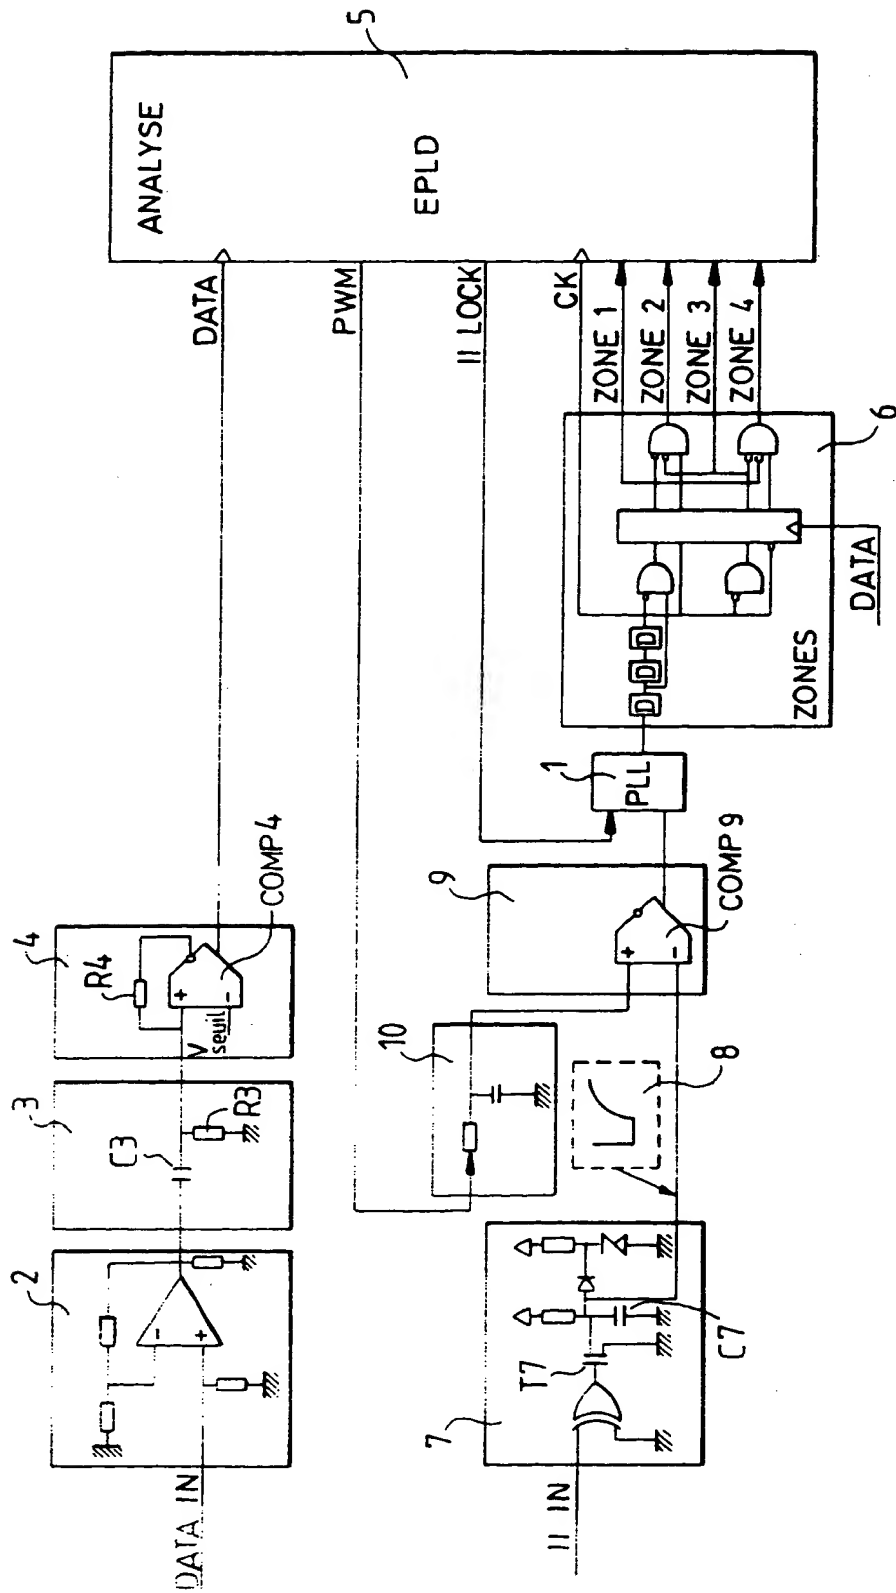 ANALYSE
EPLD
5
DATA
PWM
II LOCK
CK
ZONE 1
ZONE 2
ZONE 3
ZONE 4
4
R4
+
-
V seuil
COMP 4
3
C3
R3
2
-
+
DATA IN
10
9
+
-
COMP 9
1
PLL
D
D
D
ZONES
6
DATA
8
7
T7
C7
II IN